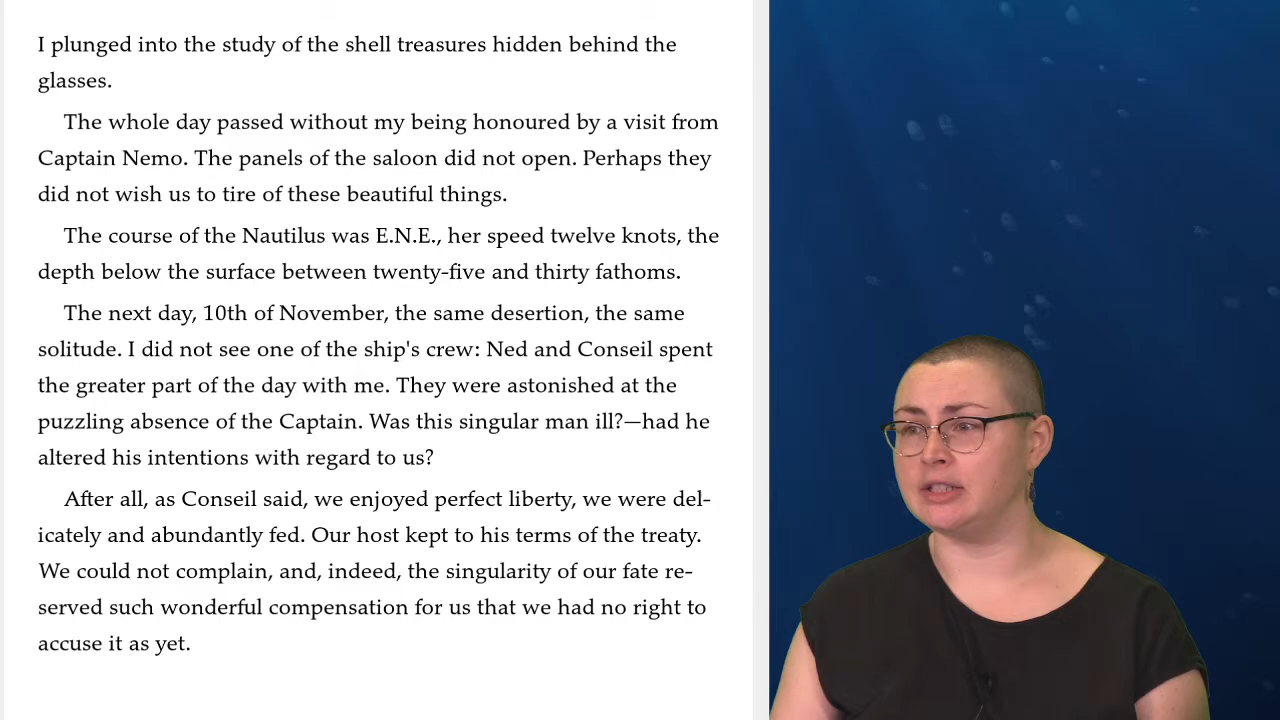 I plunged into the study of the shell treasures hidden behind the
glasses.
The whole day passed without my being honoured by a visit from
Captain Nemo. The panels of the saloon did not open. Perhaps they
did not wish us to tire of these beautiful things.
The course of the Nautilus was E.N.E., her speed twelve knots, the
depth below the surface between twenty-five and thirty fathoms.
The next day, 10th of November, the same desertion, the same
solitude. I did not see one of the ship's crew: Ned and Conseil spent
the greater part of the day with me. They were astonished at the
puzzling absence of the Captain. Was this singular man ill?—had he
altered his intentions with regard to us?
After all, as Conseil said, we enjoyed perfect liberty, we were del-
icately and abundantly fed. Our host kept to his terms of the treaty.
We could not complain, and, indeed, the singularity of our fate re-
served such wonderful compensation for us that we had no right to
accuse it as yet.